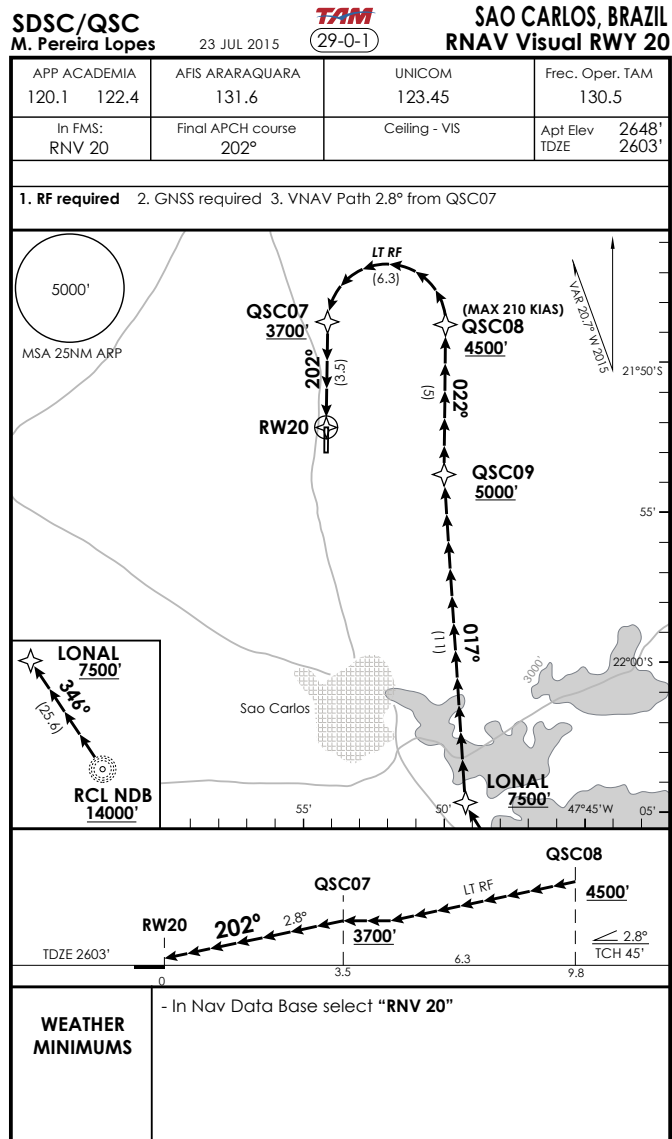 SDSC/QSC
M. Pereira Lopes
23 JUL 2015
TAM
29-0-1
SAO CARLOS, BRAZIL
RNAV Visual RWY 20
APP ACADEMIA
120.1 122.4
AFIS ARARAQUARA
131.6
UNICOM
123.45
Frec. Oper. TAM
130.5
In FMS:
RNV 20
Final APCH course
202°
Ceiling - VIS
Apt Elev 2648'
TDZE 2603'
1. RF required 2. GNSS required 3. VNAV Path 2.8° from QSC07
5000'
MSA 25NM ARP
LT RF
(6.3)
QSC07
3700'
(MAX 210 KIAS)
QSC08
4500'
VAR 20.7° W 2015
21°50'S
202°
(3.5)
022°
(5)
RW20
QSC09
5000'
55'
017°
(11)
LONAL
7500'
346°
(25.6)
RCL NDB
14000'
Sao Carlos
3000'
22°00'S
LONAL
7500'
55'
50'
47°45'W
05'
QSC08
QSC07
LT RF
4500'
RW20
202°
2.8°
3700'
TDZE 2603'
2.8°
TCH 45'
0
3.5
6.3
9.8
WEATHER
MINIMUMS
- In Nav Data Base select “RNV 20”